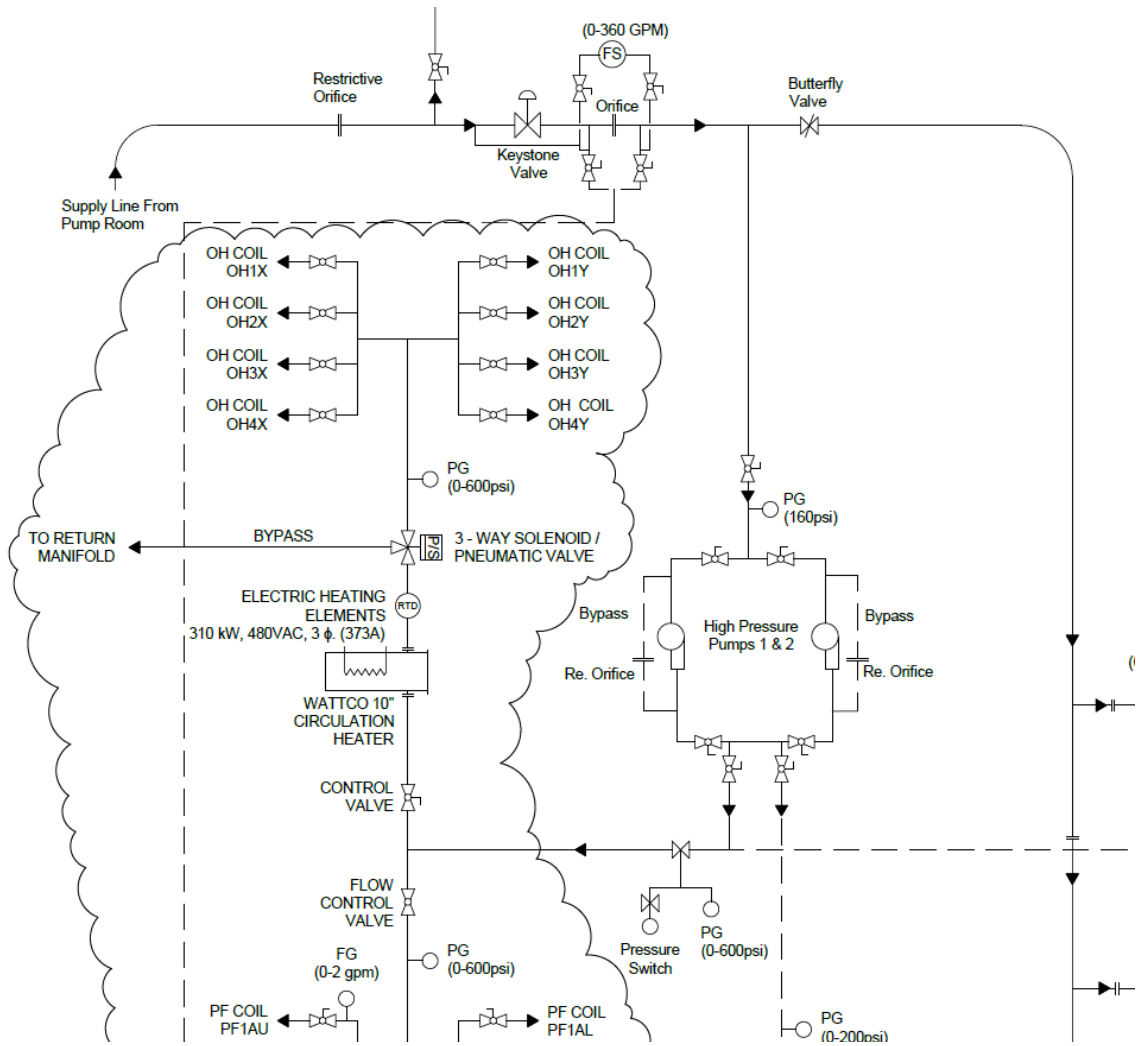 (0-360 GPM)
FS
Restrictive
Orifice
Orifice
Butterfly
Valve
Keystone
Valve
Supply Line From
Pump Room
OH COIL
OH1X
OH COIL
OH1Y
OH COIL
OH2X
OH COIL
OH2Y
OH COIL
OH3X
OH COIL
OH3Y
OH COIL
OH4X
OH COIL
OH4Y
PG
(0-600psi)
PG
(160psi)
TO RETURN
MANIFOLD
BYPASS
P/S
3 - WAY SOLENOID /
PNEUMATIC VALVE
ELECTRIC HEATING
ELEMENTS
310 kW, 480VAC, 3 ϕ. (373A)
RTD
Bypass
High Pressure
Pumps 1 & 2
Bypass
Re. Orifice
Re. Orifice
WATTCO 10"
CIRCULATION
HEATER
CONTROL
VALVE
FLOW
CONTROL
VALVE
PG
(0-600psi)
Pressure
Switch
PG
(0-600psi)
FG
(0-2 gpm)
PF COIL
PF1AU
PF COIL
PF1AL
PG
(0-200psi)